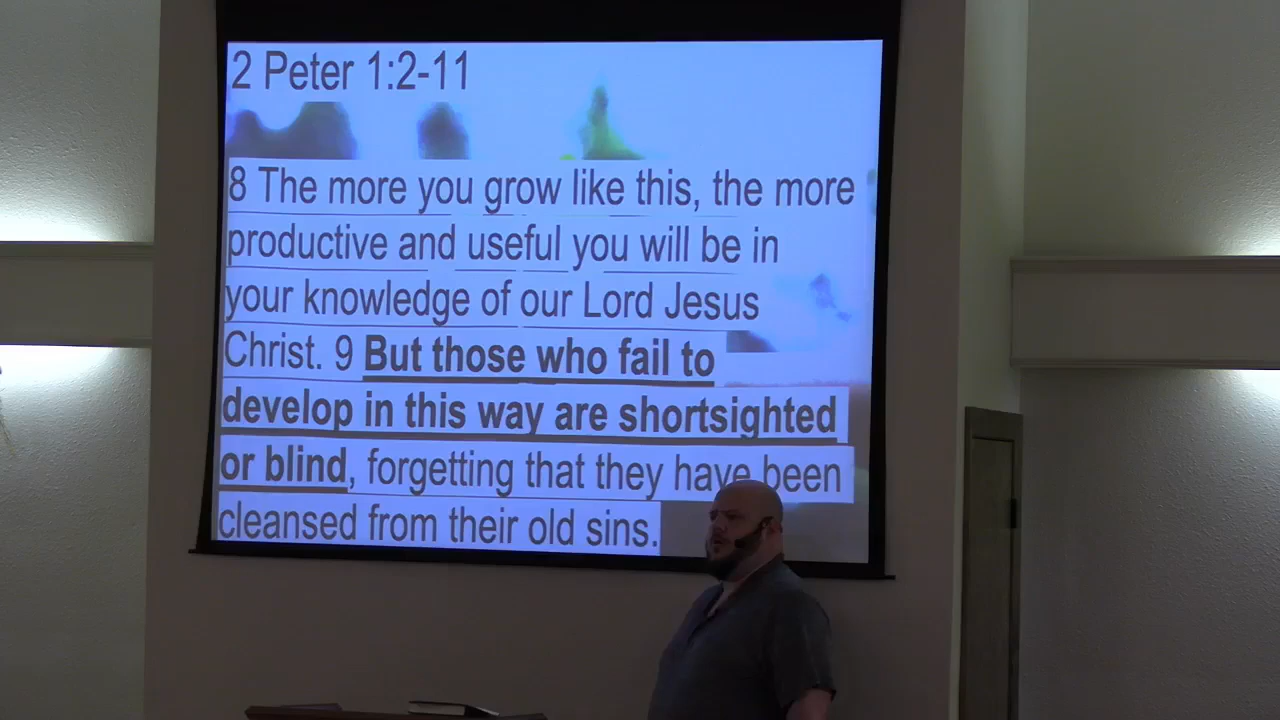 2 Peter 1:2-11
8 The more you grow like this, the more
productive and useful you will be in
your knowledge of our Lord Jesus
Christ. 9 But those who fail to
develop in this way are shortsighted
or blind, forgetting that they have been
cleansed from their old sins.